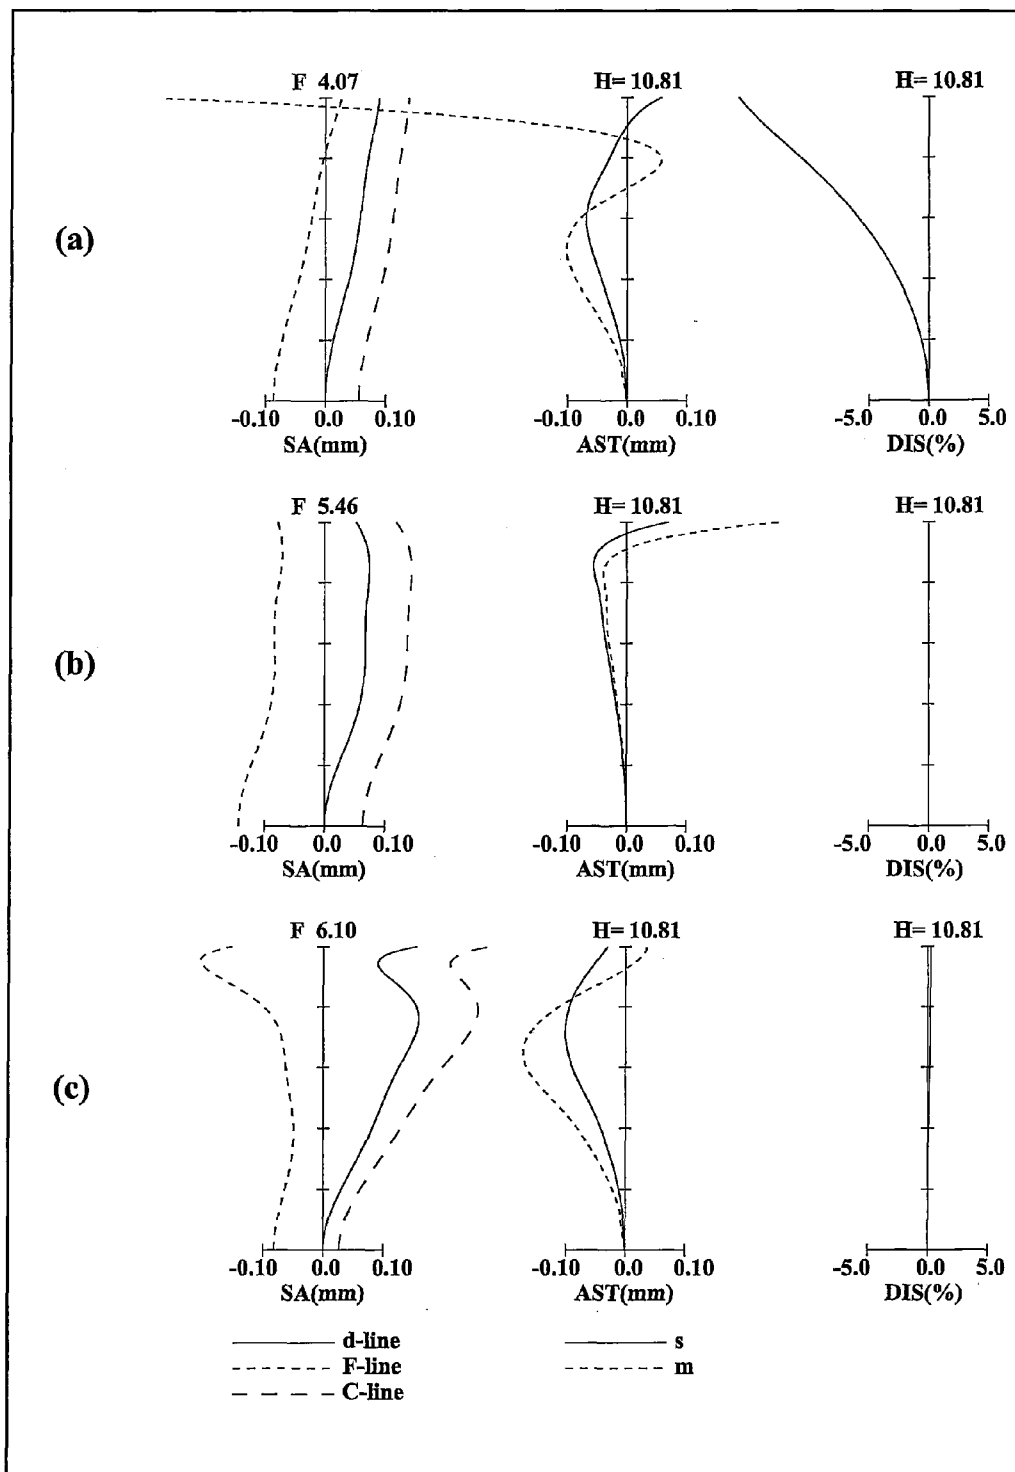 F 4.07 H= 10.81 H= 10.81
(a)
-0.10 0.0 0.10 -0.10 0.0 0.10 -5.0 0.0 5.0
SA(mm) AST(mm) DIS(%)
F 5.46 H= 10.81 H= 10.81
(b)
-0.10 0.0 0.10 -0.10 0.0 0.10 -5.0 0.0 5.0
SA(mm) AST(mm) DIS(%)
F 6.10 H= 10.81 H= 10.81
(c)
-0.10 0.0 0.10 -0.10 0.0 0.10 -5.0 0.0 5.0
SA(mm) AST(mm) DIS(%)
d-line s
F-line m
C-line